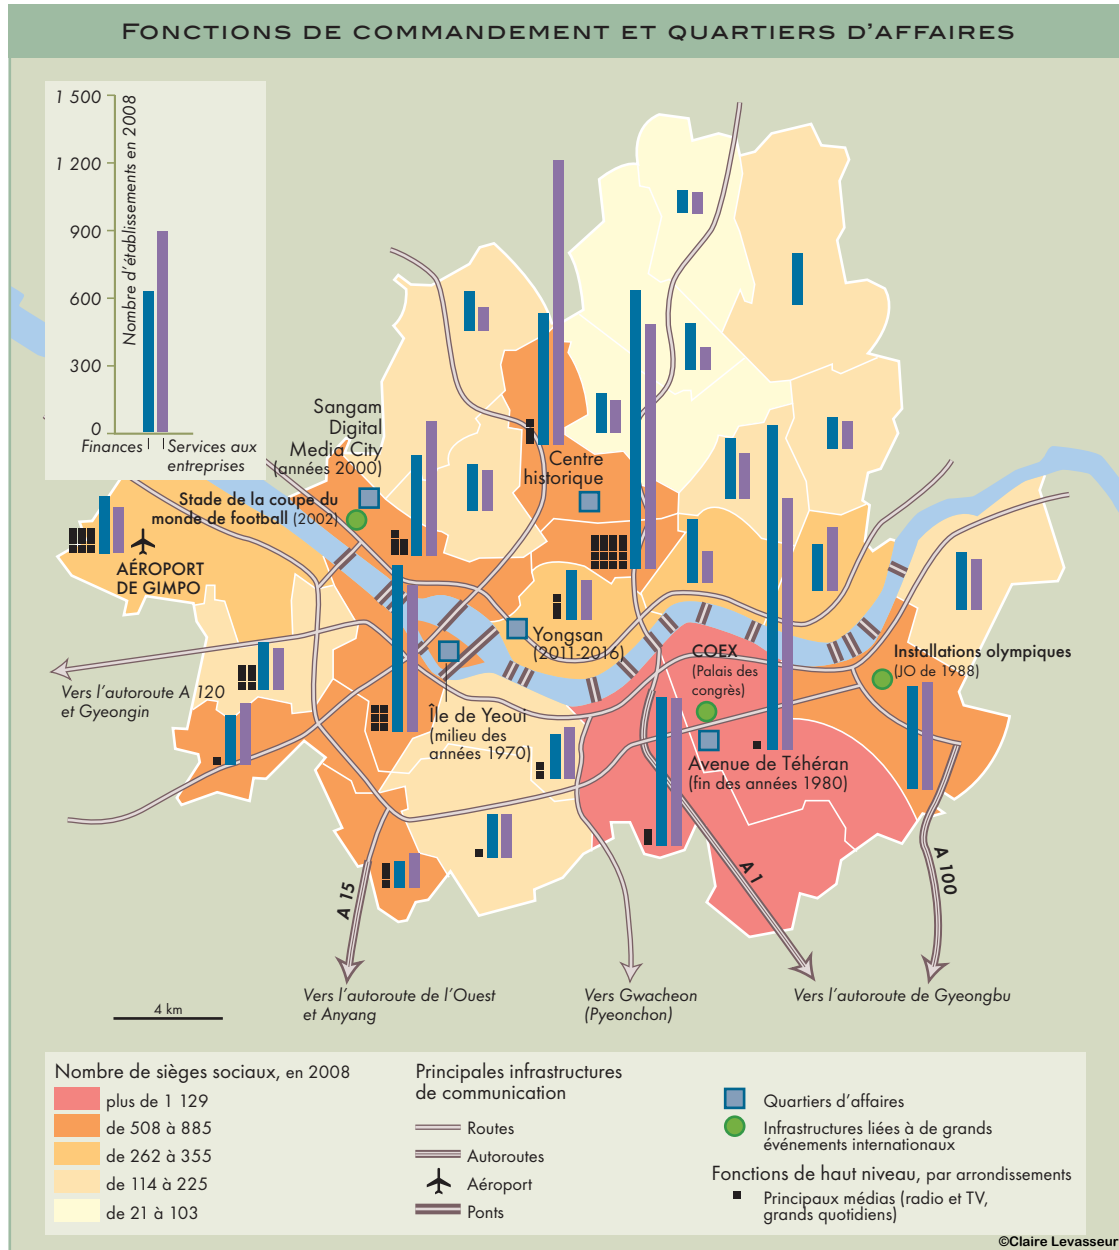 FONCTIONS DE COMMANDEMENT ET QUARTIERS D'AFFAIRES
1 500
1 200
900
600
300
0
Nombre d'établissements en 2008
Finances
Services aux
entreprises
Sangam
Digital
Media City
(années 2000)
Stade de la coupe du
monde de football (2002)
Centre
historique
AÉROPORT
DE GIMPO
Yongsan
(2011-2016)
COEX
(Palais des
congrès)
Installations olympiques
(JO de 1988)
Vers l'autoroute A 120
et Gyeongin
Île de Yeoui
(milieu des
années 1970)
Avenue de Téhéran
(fin des années 1980)
A 15
A 1
A 100
Vers l'autoroute de l'Ouest
et Anyang
Vers Gwacheon
(Pyeonchon)
Vers l'autoroute de Gyeongbu
4 km
Nombre de sièges sociaux, en 2008
plus de 1 129
de 508 à 885
de 262 à 355
de 114 à 225
de 21 à 103
Principales infrastructures
de communication
Routes
Autoroutes
Aéroport
Ponts
Quartiers d'affaires
Infrastructures liées à de grands
événements internationaux
Fonctions de haut niveau, par arrondissements
Principaux médias (radio et TV,
grands quotidiens)
©Claire Levasseur